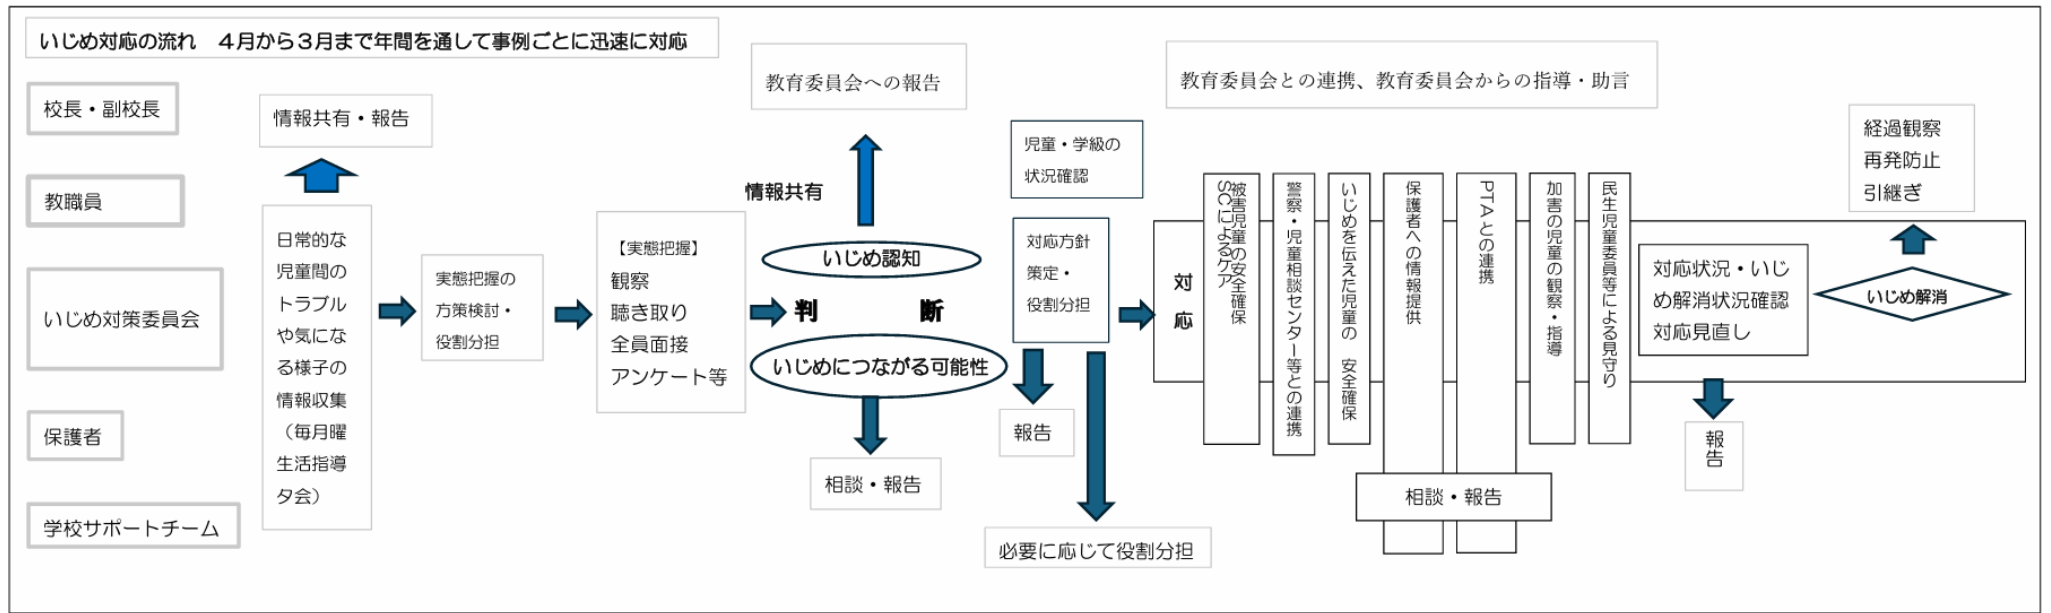 いじめ対応の流れ　４月から３月まで年間を通して事例ごとに迅速に対応
校長・副校長
教職員
いじめ対策委員会
保護者
学校サポートチーム
情報共有・報告
日常的な
児童間の
トラブル
や気にな
る様子の
情報収集
（毎月曜
生活指導
夕会）
実態把握の
方策検討・
役割分担
【実態把握】
観察
聴き取り
全員面接
アンケート等
教育委員会への報告
情報共有
いじめ認知
判　断
いじめにつながる可能性
相談・報告
児童・学級の
状況確認
対応方針
策定・
役割分担
報告
必要に応じて役割分担
教育委員会との連携、教育委員会からの指導・助言
対
応
被害児童の安全確保
SCによるケア
警察・児童相談センター等との連携
いじめを伝えた児童の　安全確保
保護者への情報提供
PTAとの連携
加害の児童の観察・指導
民生児童委員等による見守り
相談・報告
対応状況・いじ
め解消状況確認
対応見直し
報告
いじめ解消
経過観察
再発防止
引継ぎ